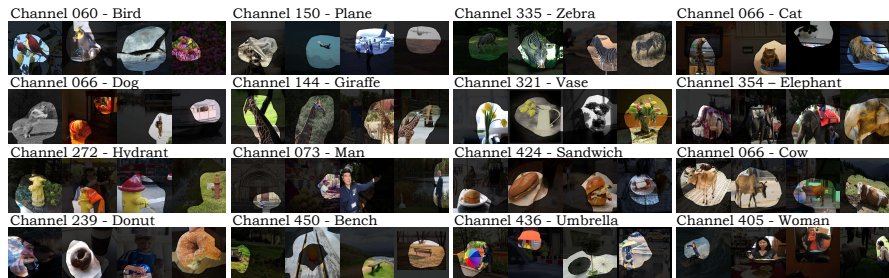 Channel 060 - Bird
Channel 150 - Plane
Channel 335 - Zebra
Channel 066 - Cat
Channel 066 - Dog
Channel 144 - Giraffe
Channel 321 - Vase
Channel 354 – Elephant
Channel 272 - Hydrant
Channel 073 - Man
Channel 424 - Sandwich
Channel 066 - Cow
Channel 239 - Donut
Channel 450 - Bench
Channel 436 - Umbrella
Channel 405 - Woman